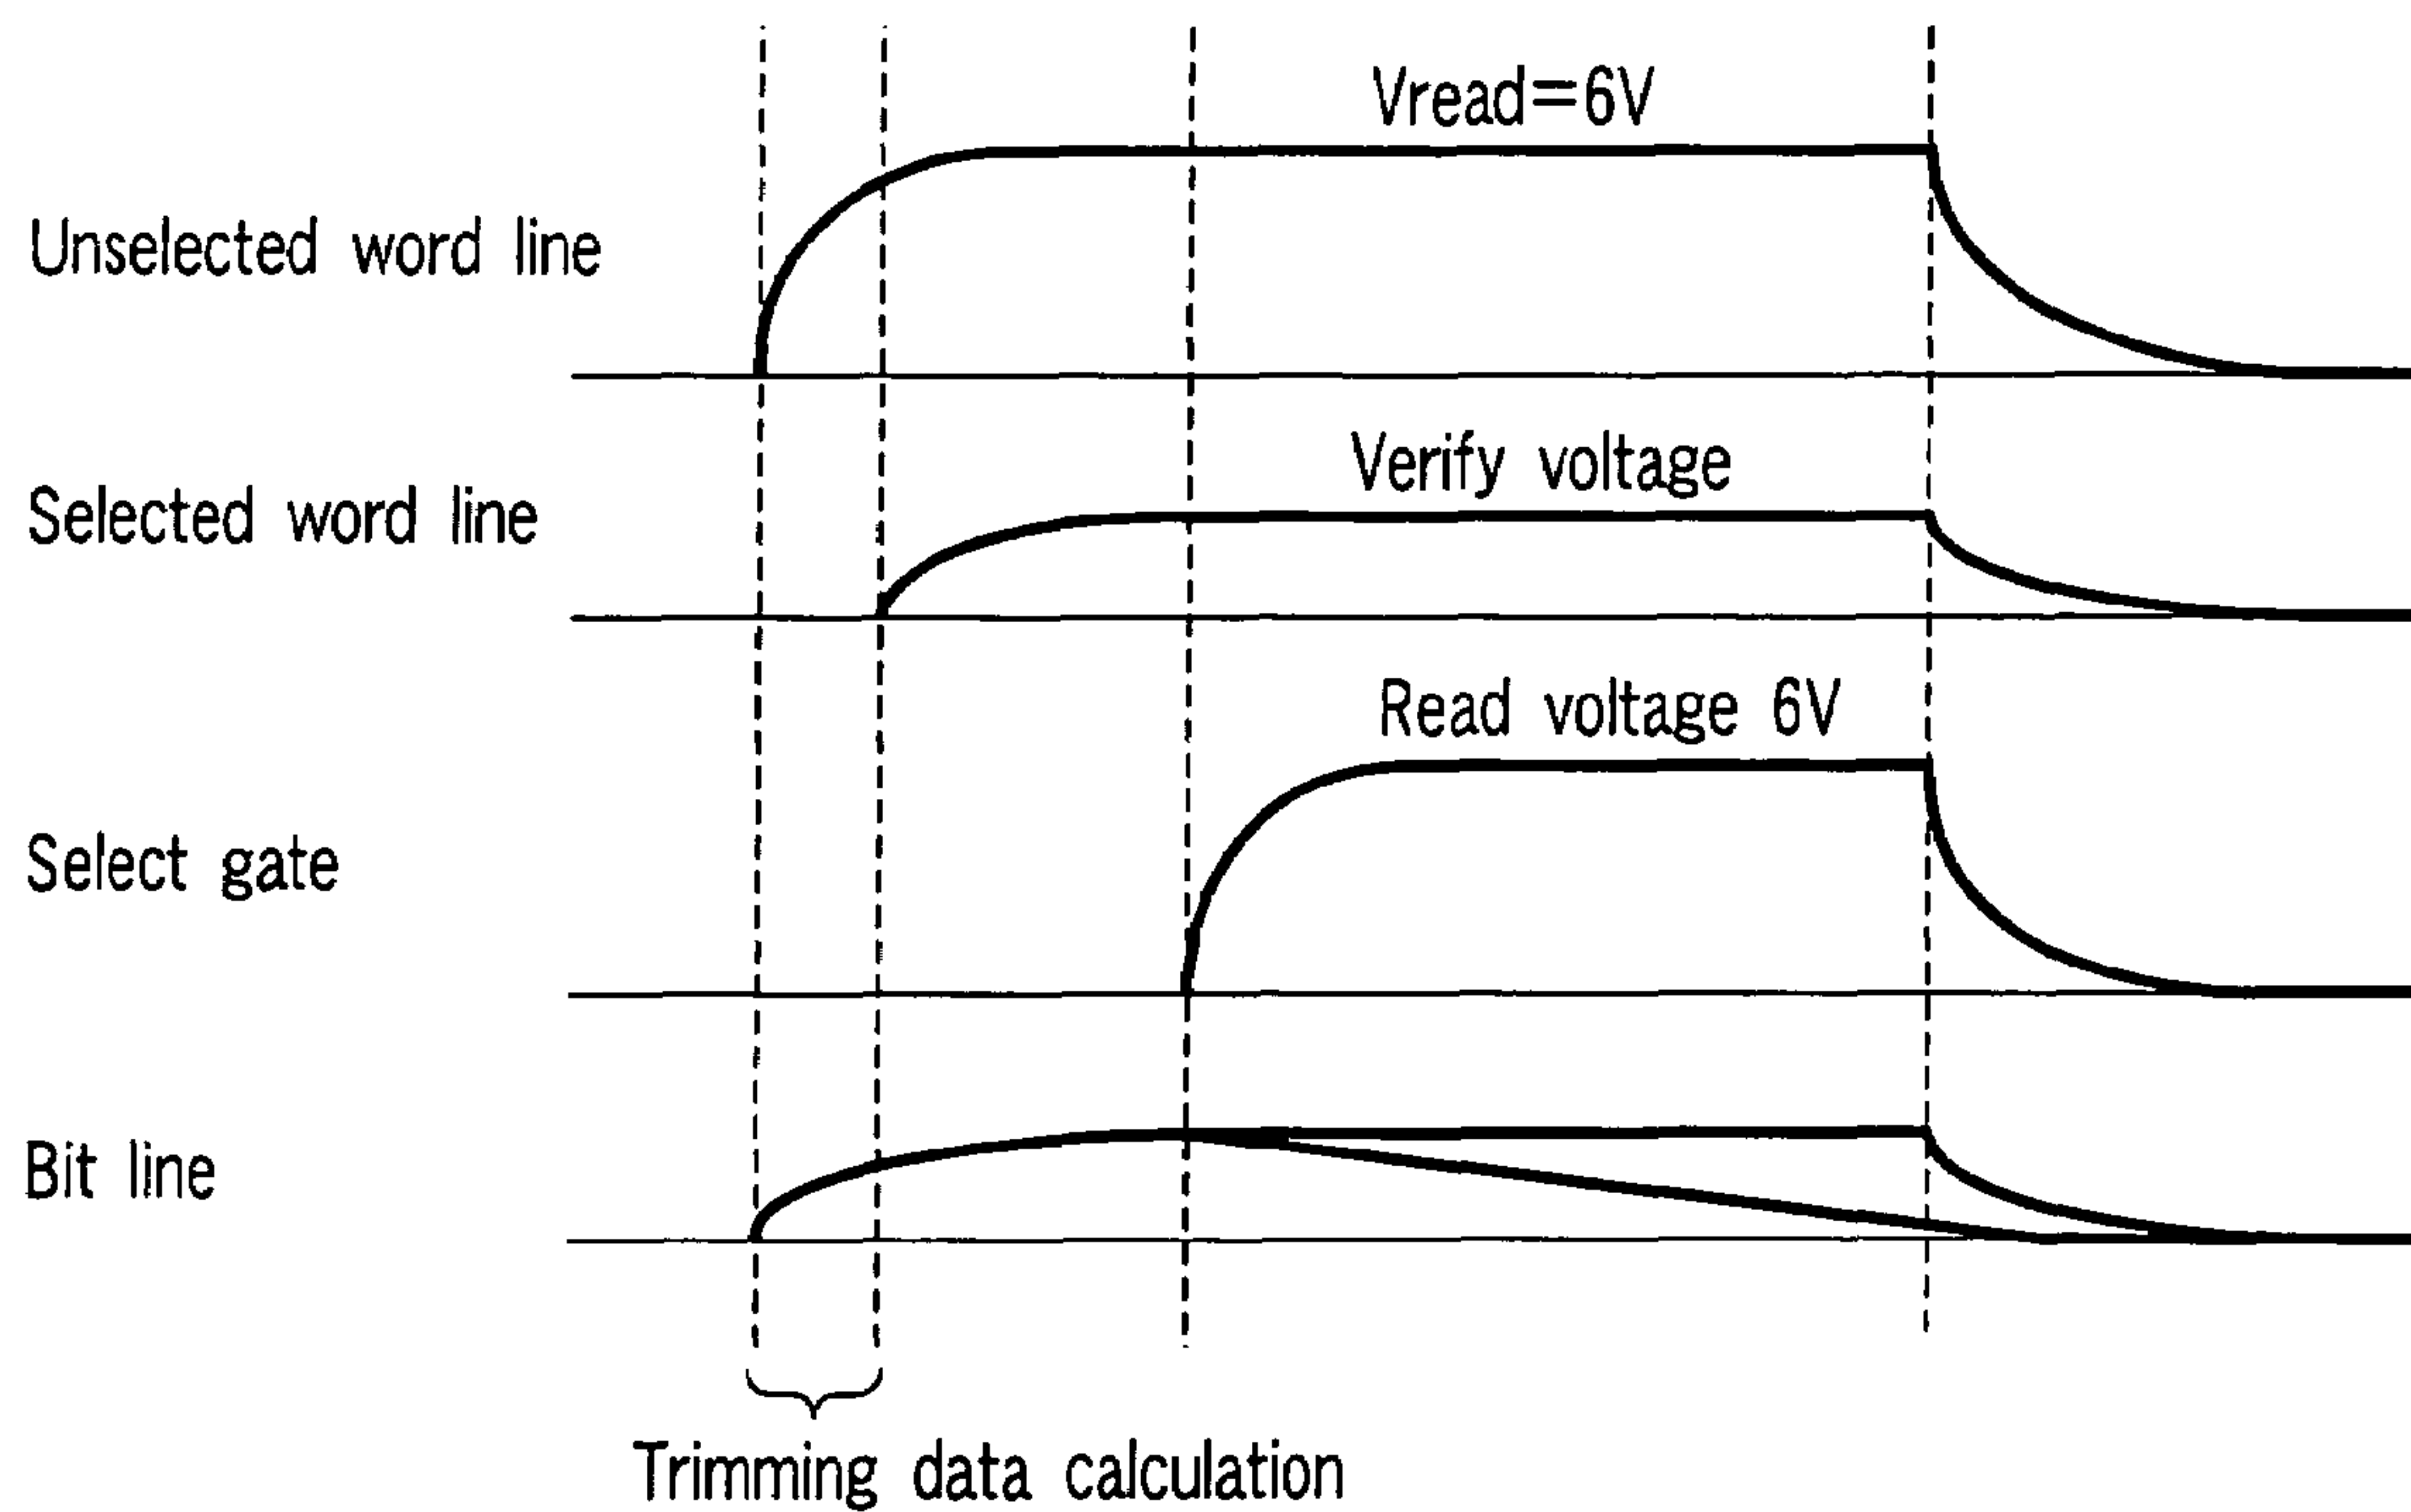 Vread=6V
Unselected word line
Verify voltage
Selected word line
Read voltage 6V
Select gate
Bit line
Trimming data calculation